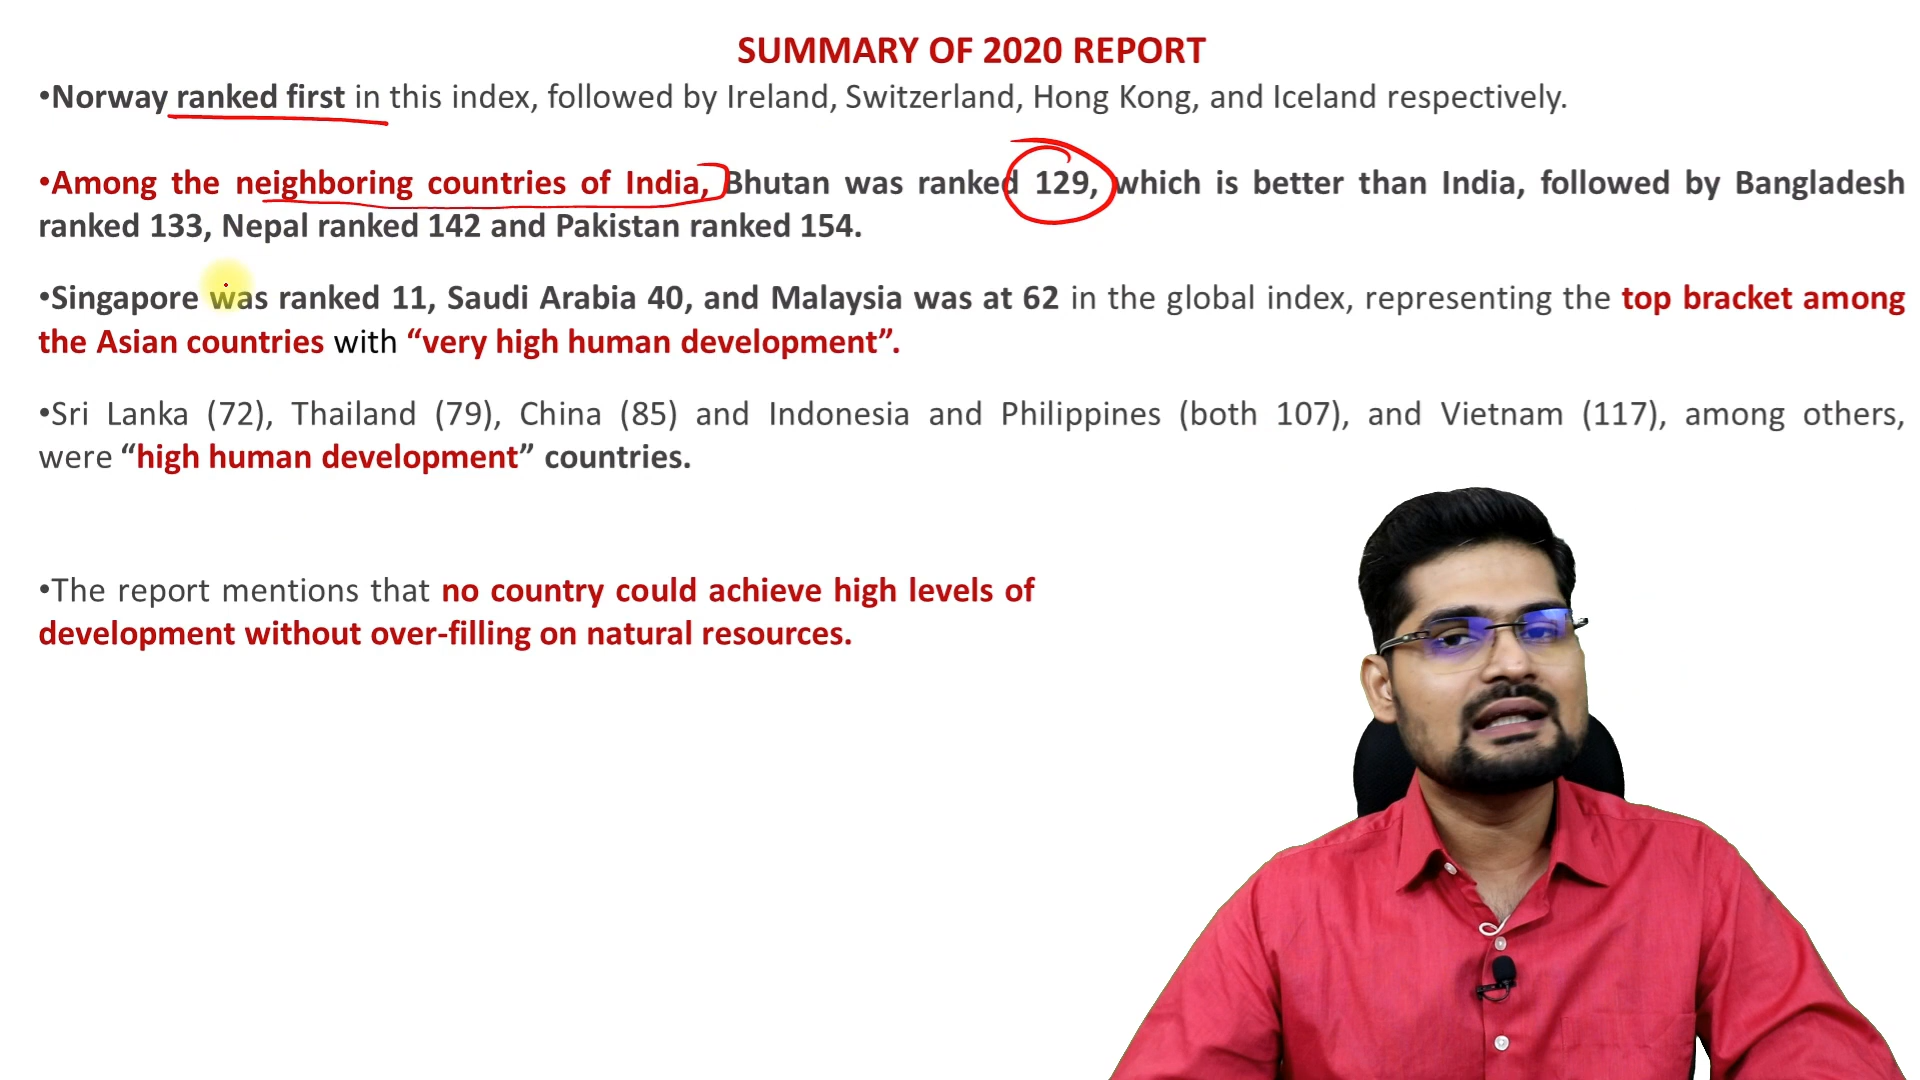 SUMMARY OF 2020 REPORT
•Norway ranked first in this index, followed by Ireland, Switzerland, Hong Kong, and Iceland respectively.
•Among the neighboring countries of India, Bhutan was ranked 129, which is better than India, followed by Bangladesh
ranked 133, Nepal ranked 142 and Pakistan ranked 154.
•Singapore was ranked 11, Saudi Arabia 40, and Malaysia was at 62 in the global index, representing the top bracket among
the Asian countries with “very high human development”.
•Sri Lanka (72), Thailand (79), China (85) and Indonesia and Philippines (both 107), and Vietnam (117), among others,
were “high human development” countries.
•The report mentions that no country could achieve high levels of
development without over-filling on natural resources.